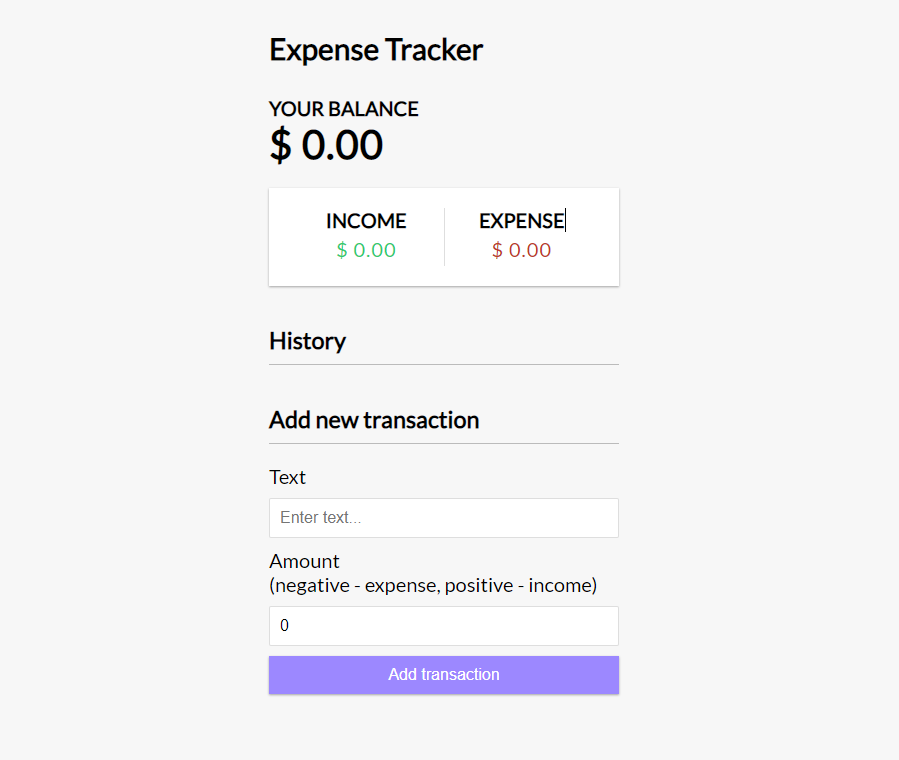 Expense Tracker
YOUR BALANCE
$ 0.00
INCOME EXPENSE
$ 0.00 $ 0.00
History
Add new transaction
Text
Enter text...
Amount
(negative - expense, positive - income)
0
Add transaction